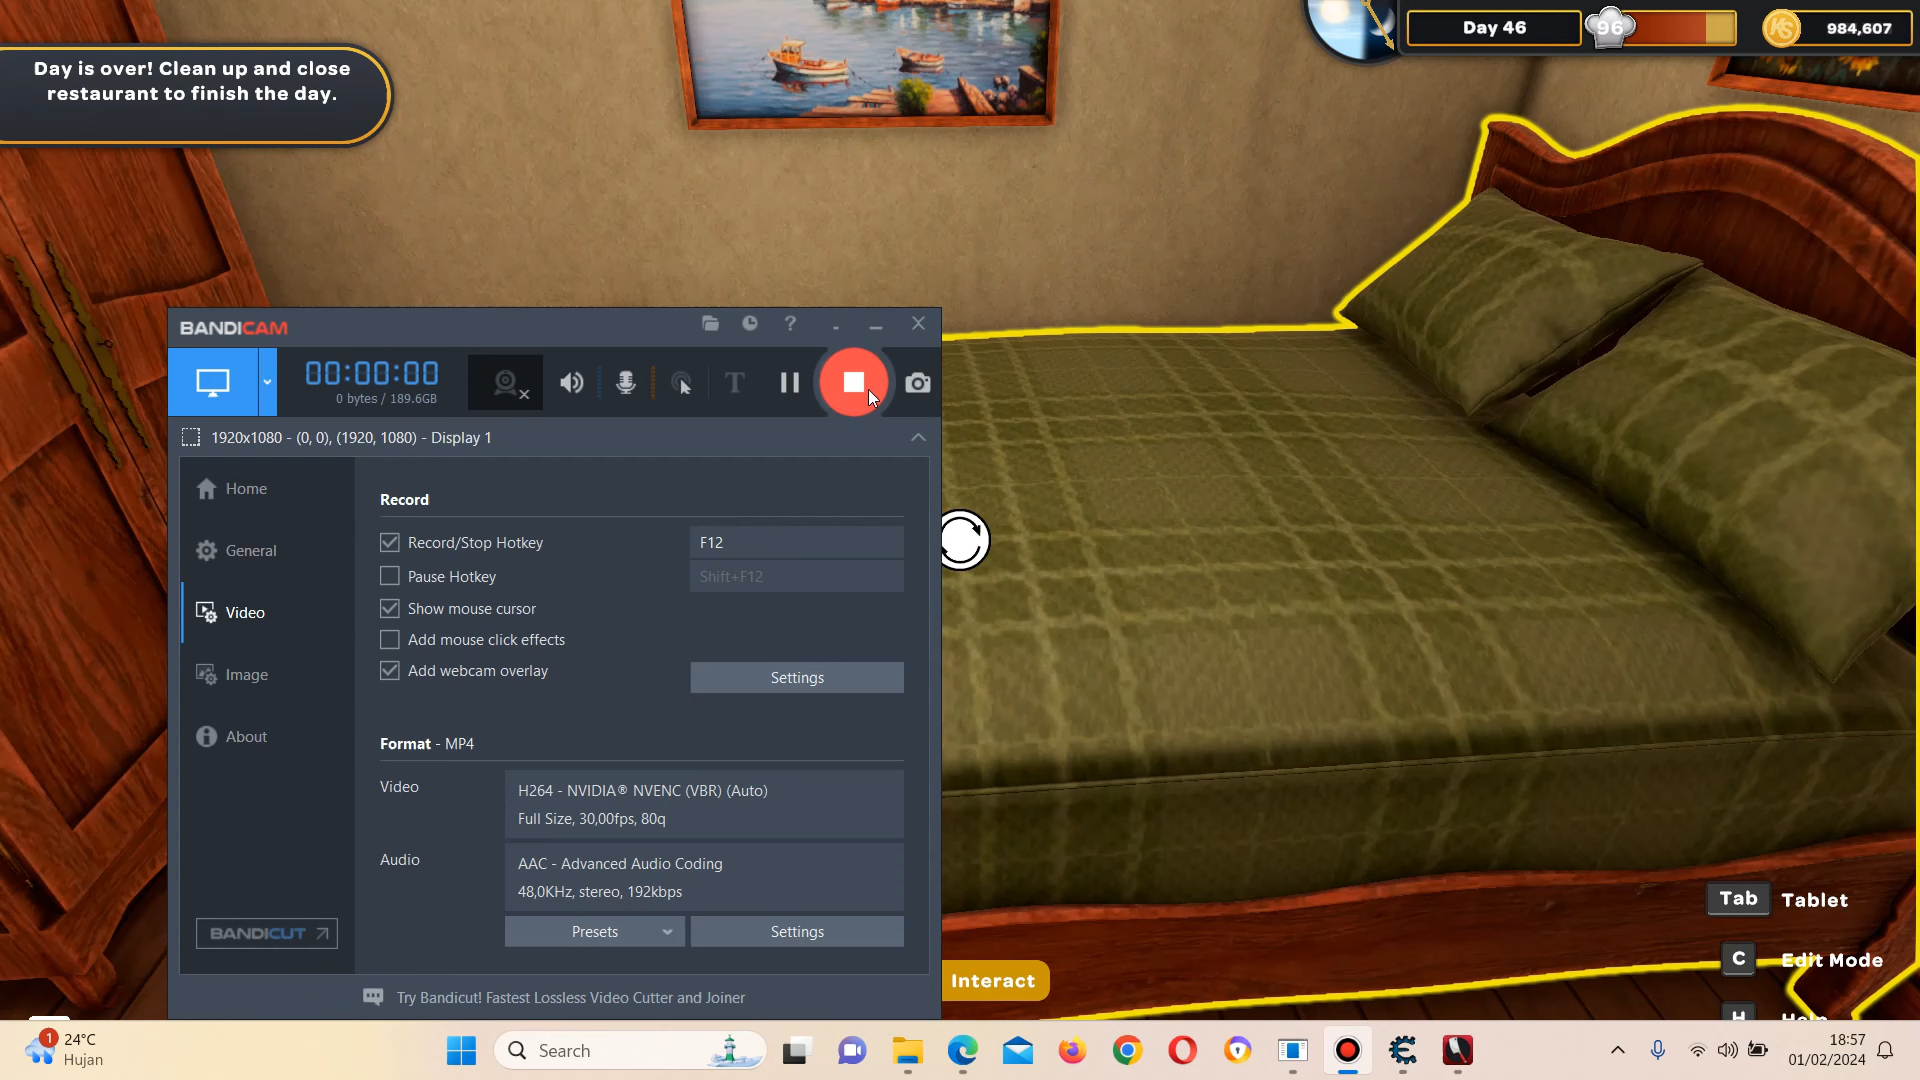 Day is over! Clean up and close
restaurant to finish the day.
Day 46
96
KS
984,607
BANDICAM
00:00:00
0 bytes / 189.6GB
T
1920x1080 - (0, 0), (1920, 1080) - Display 1
Home
General
Video
Image
About
BANDICUT
Record
Record/Stop Hotkey
F12
Pause Hotkey
Shift+F12
Show mouse cursor
Add mouse click effects
Add webcam overlay
Settings
Format - MP4
Video
H264 - NVIDIA® NVENC (VBR) (Auto)
Full Size, 30,00fps, 80q
Audio
AAC - Advanced Audio Coding
48,0KHz, stereo, 192kbps
Presets
Settings
Try Bandicut! Fastest Lossless Video Cutter and Joiner
Interact
Tab Tablet
C Edit Mode
H Help
1
24°C
Hujan
Search
18:57
01/02/2024